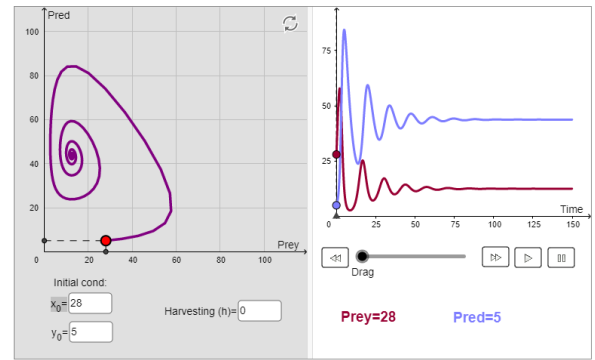 Pred
100
80
60
40
20
0
20
40
60
80
100
Prey
Initial cond:
x0= 28
y0= 5
Harvesting (h)= 0
75
50
25
0
25
50
75
100
125
150
Time
Drag
Prey=28
Pred=5